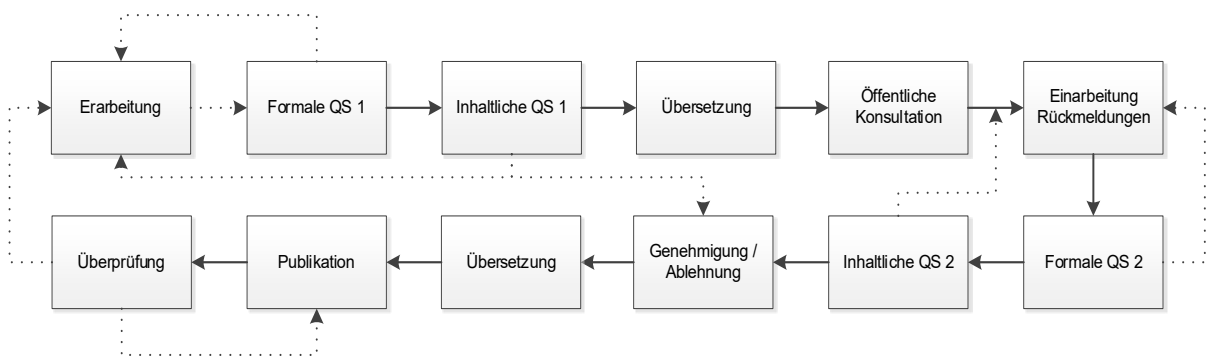 Erarbeitung
Formale QS 1
Inhaltliche QS 1
Übersetzung
Öffentliche
Konsultation
Einarbeitung
Rückmeldungen
Überprüfung
Publikation
Übersetzung
Genehmigung /
Ablehnung
Inhaltliche QS 2
Formale QS 2